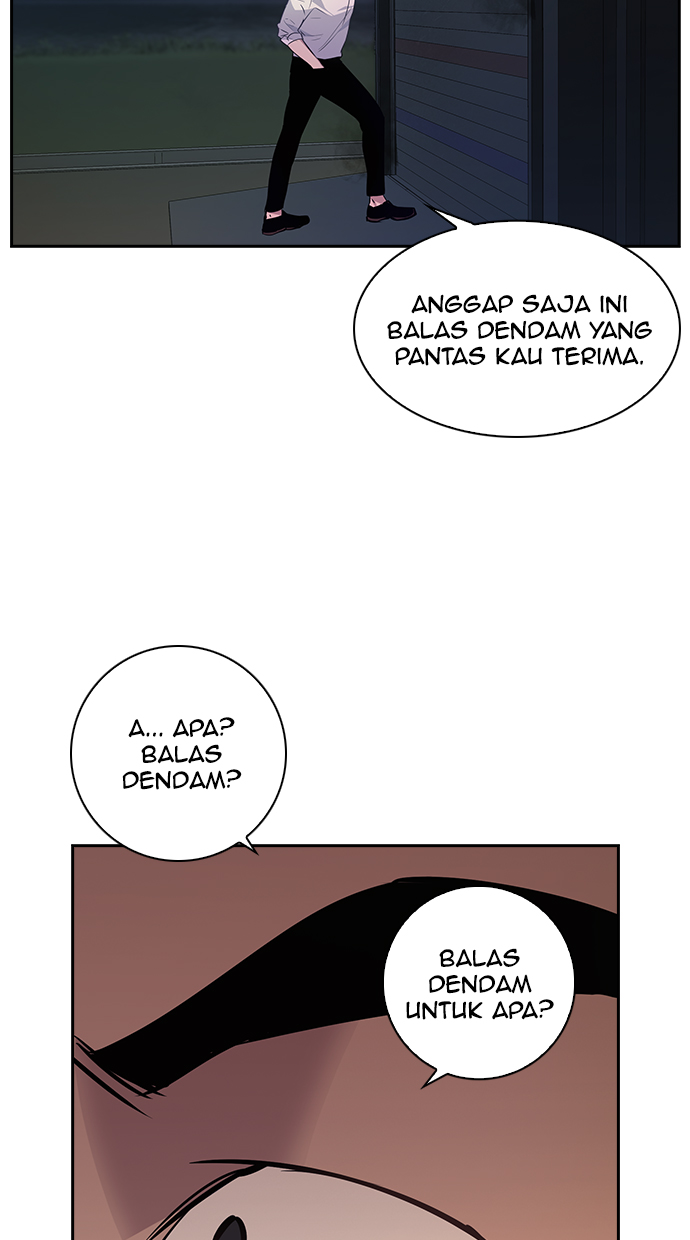 ANGGAP SAJA INI
BALAS DENDAM YANG
PANTAS KAU TERIMA.
A... APA?
BALAS
DENDAM?
BALAS
DENDAM
UNTUK APA?